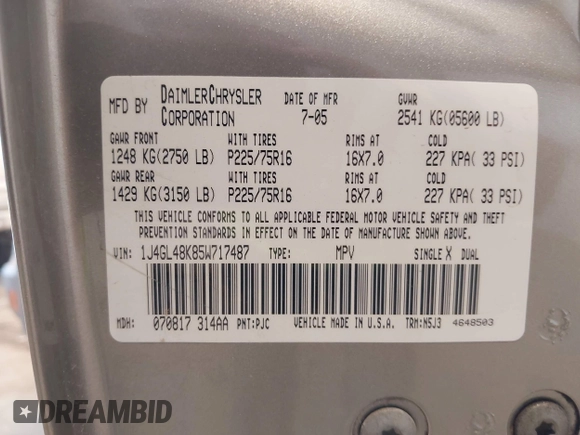 MFD BY DAIMLERCHRYSLER CORPORATION DATE OF MFR 7-05 GVWR 2541 KG(05600 LB)
GAWR FRONT WITH TIRES RIMS AT COLD
1248 KG(2750 LB) P225/75R16 16X7.0 227 KPA( 33 PSI)
GAWR REAR WITH TIRES RIMS AT COLD
1429 KG(3150 LB) P225/75R16 16X7.0 227 KPA( 33 PSI)
THIS VEHICLE CONFORMS TO ALL APPLICABLE FEDERAL MOTOR VEHICLE SAFETY AND THEFT
PREVENTION STANDARDS IN EFFECT ON THE DATE OF MANUFACTURE SHOWN ABOVE.
VIN: 1J4GL48K85W717487 TYPE: MPV SINGLE X DUAL
MDH: 070817 314AA PNT:PJC VEHICLE MADE IN U.S.A. TRM:NSJ3 4648503
DREAMBID